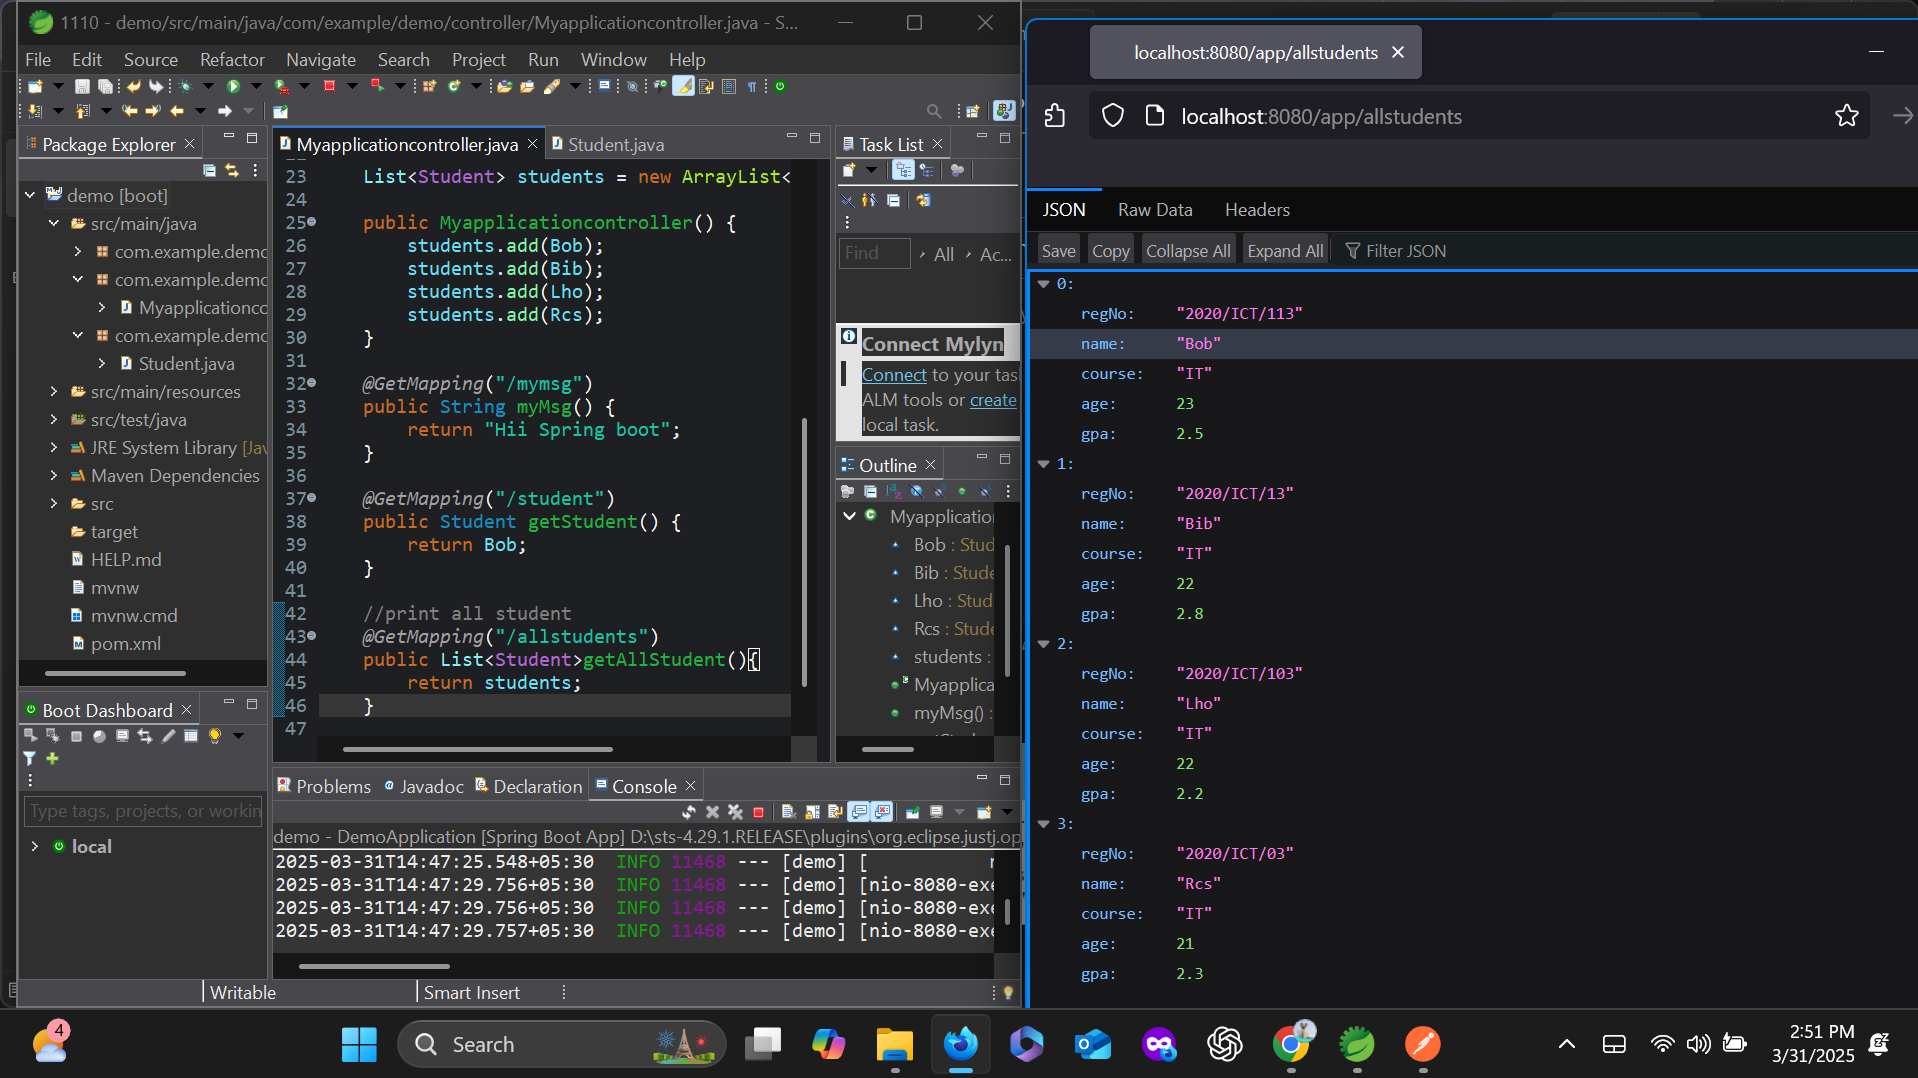 1110 - demo/src/main/java/com/example/demo/controller/Myapplicationcontroller.java - S...
File Edit Source Refactor Navigate Search Project Run Window Help
Package Explorer
demo [boot]
src/main/java
com.example.demo
com.example.demo
Myapplicationco
com.example.demo
Student.java
src/main/resources
src/test/java
JRE System Library [Jav
Maven Dependencies
src
target
HELP.md
mvnw
mvnw.cmd
pom.xml
Boot Dashboard
Type tags, projects, or workin
local
Myapplicationcontroller.java
Student.java
23 List<Student> students = new ArrayList<
24
25 public Myapplicationcontroller() {
26 students.add(Bob);
27 students.add(Bib);
28 students.add(Lho);
29 students.add(Rcs);
30 }
31
32 @GetMapping("/mymsg")
33 public String myMsg() {
34 return "Hii Spring boot";
35 }
36
37 @GetMapping("/student")
38 public Student getStudent() {
39 return Bob;
40 }
41
42 //print all student
43 @GetMapping("/allstudents")
44 public List<Student>getAllStudent(){
45 return students;
46 }
47
Task List
Find All Ac...
Connect Mylyn
Connect to your tas
ALM tools or create
local task.
Outline
Myapplication
Bob : Stud
Bib : Stude
Lho : Stud
Rcs : Stude
students :
Myapplica
myMsg() :
Problems Javadoc Declaration Console
demo - DemoApplication [Spring Boot App] D:\sts-4.29.1.RELEASE\plugins\org.eclipse.justj.op
2025-03-31T14:47:25.548+05:30 INFO 11468 --- [demo] [ r
2025-03-31T14:47:29.756+05:30 INFO 11468 --- [demo] [nio-8080-exe
2025-03-31T14:47:29.756+05:30 INFO 11468 --- [demo] [nio-8080-exe
2025-03-31T14:47:29.757+05:30 INFO 11468 --- [demo] [nio-8080-exe
Writable Smart Insert
localhost:8080/app/allstudents
localhost:8080/app/allstudents
JSON Raw Data Headers
Save Copy Collapse All Expand All Filter JSON
0:
regNo: "2020/ICT/113"
name: "Bob"
course: "IT"
age: 23
gpa: 2.5
1:
regNo: "2020/ICT/13"
name: "Bib"
course: "IT"
age: 22
gpa: 2.8
2:
regNo: "2020/ICT/103"
name: "Lho"
course: "IT"
age: 22
gpa: 2.2
3:
regNo: "2020/ICT/03"
name: "Rcs"
course: "IT"
age: 21
gpa: 2.3
4
Search
2:51 PM
3/31/2025